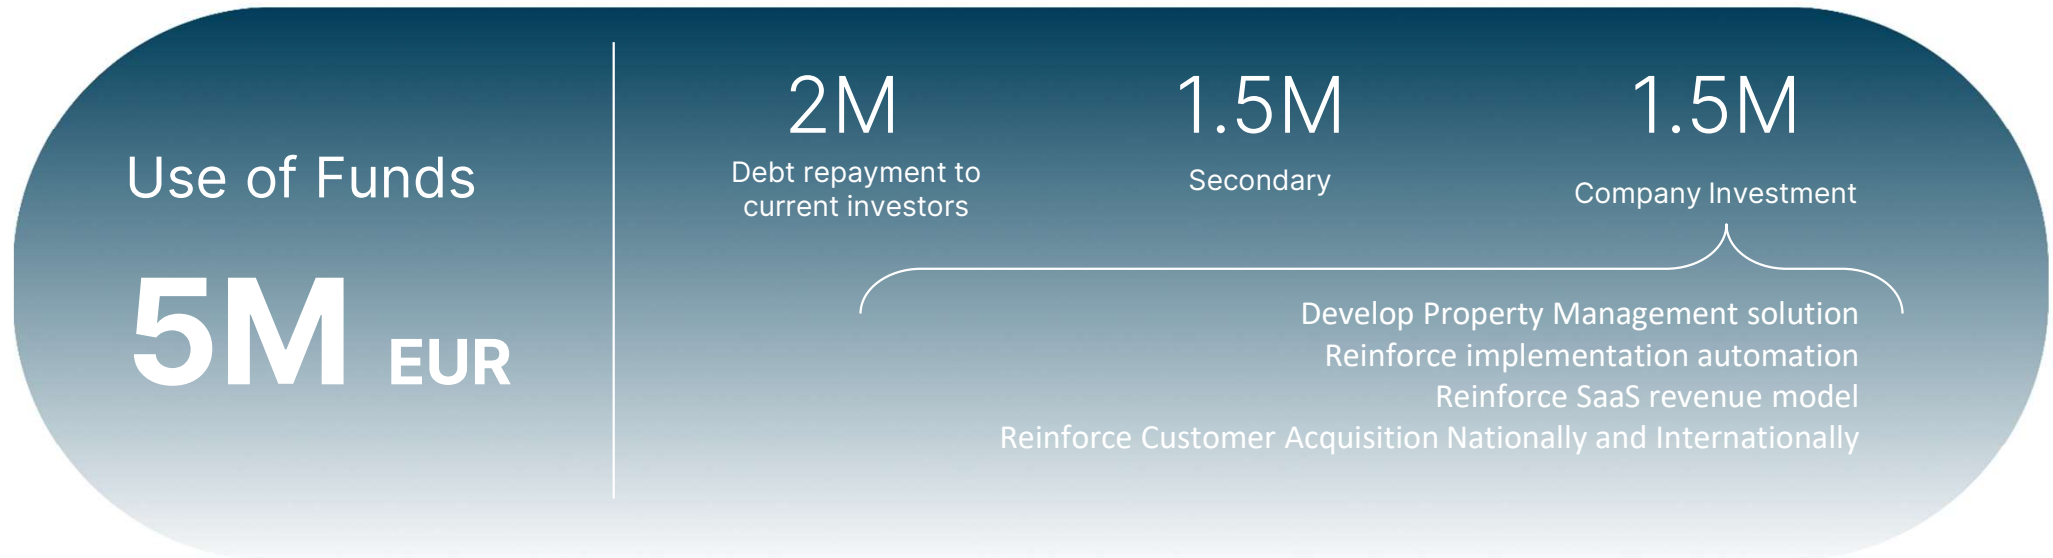 Use of Funds
5M EUR
2M
Debt repayment to
current investors
1.5M
Secondary
1.5M
Company Investment
Develop Property Management solution
Reinforce implementation automation
Reinforce SaaS revenue model
Reinforce Customer Acquisition Nationally and Internationally